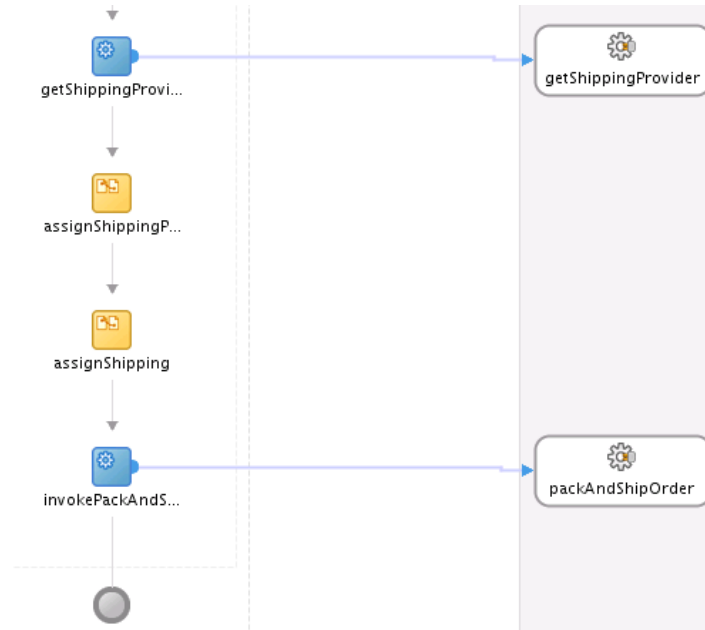 getShippingProvi...
getShippingProvider
assignShippingP...
assignShipping
invokePackAndS...
packAndShipOrder